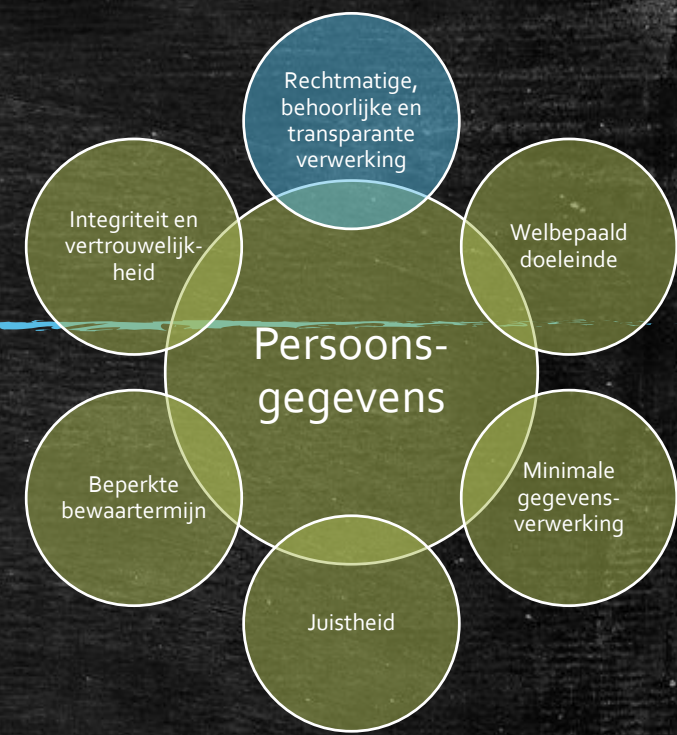 Rechtmatige,
behoorlijke en
transparante
verwerking
Integriteit en
vertrouwelijk-
heid
Welbepaald
doeleinde
Persoons-
gegevens
Beperkte
bewaartermijn
Minimale
gegevens-
verwerking
Juistheid